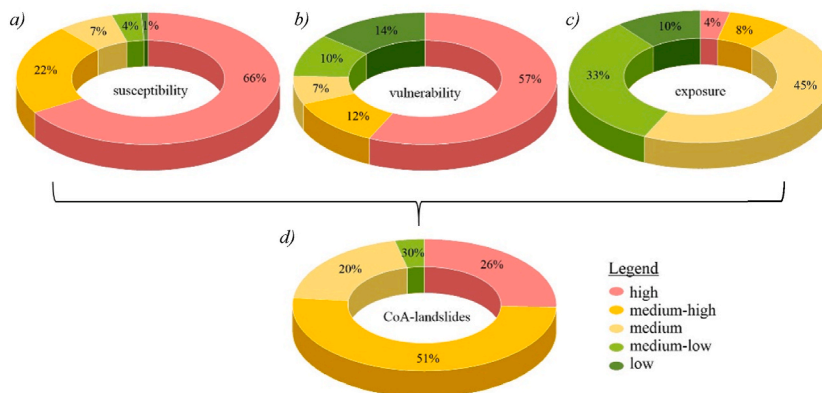 a)
66%
22%
7%
4%
1%
susceptibility
b)
57%
12%
7%
10%
14%
vulnerability
c)
4%
8%
45%
33%
10%
exposure
d)
26%
51%
20%
30%
CoA-landslides
Legend
high
medium-high
medium
medium-low
low